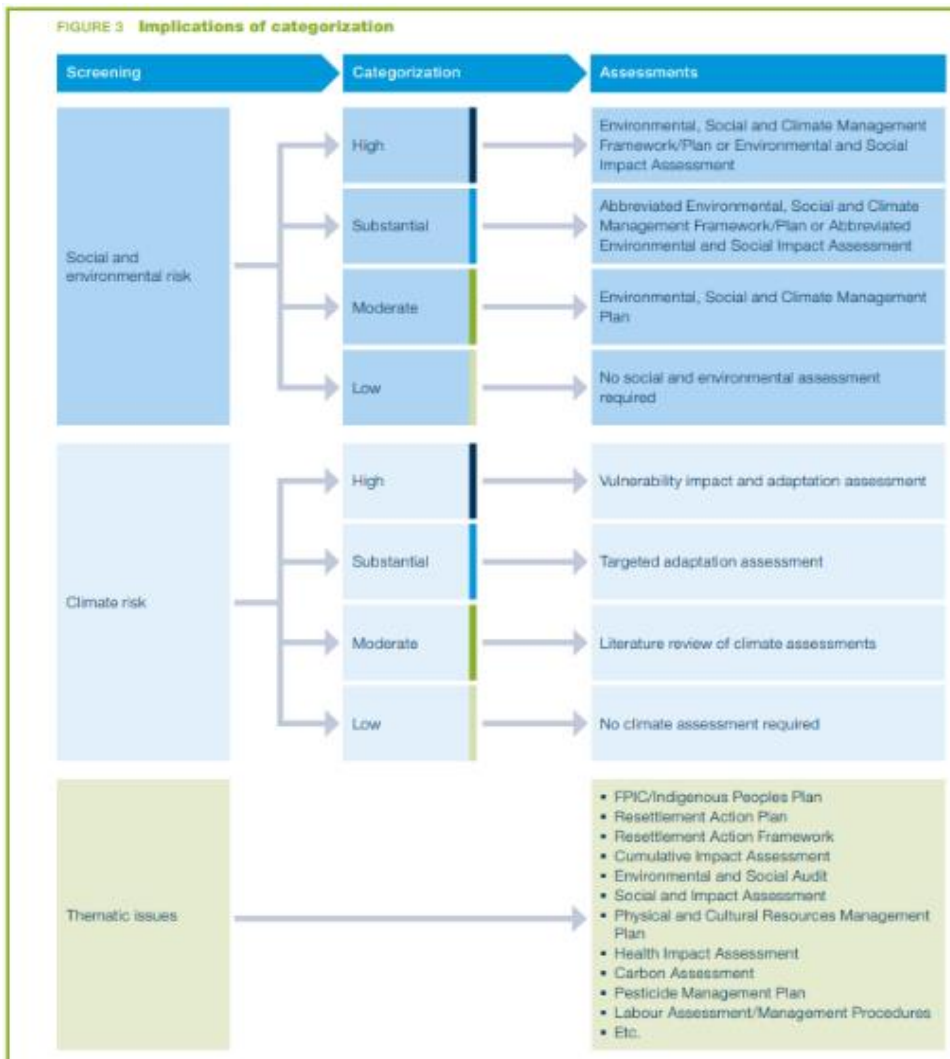 FIGURE 3 Implications of categorization
Screening
Categorization
Assessments
Social and
environmental risk
High
Environmental, Social and Climate Management
Framework/Plan or Environmental and Social
Impact Assessment
Substantial
Abbreviated Environmental, Social and Climate
Management Framework/Plan or Abbreviated
Environmental and Social Impact Assessment
Moderate
Environmental, Social and Climate Management
Plan
Low
No social and environmental assessment
required
Climate risk
High
Vulnerability impact and adaptation assessment
Substantial
Targeted adaptation assessment
Moderate
Literature review of climate assessments
Low
No climate assessment required
Thematic issues
▪ FPIC/Indigenous Peoples Plan
▪ Resettlement Action Plan
▪ Resettlement Action Framework
▪ Cumulative Impact Assessment
▪ Environmental and Social Audit
▪ Social and Impact Assessment
▪ Physical and Cultural Resources Management
Plan
▪ Health Impact Assessment
▪ Carbon Assessment
▪ Pesticide Management Plan
▪ Labour Assessment/Management Procedures
▪ Etc.